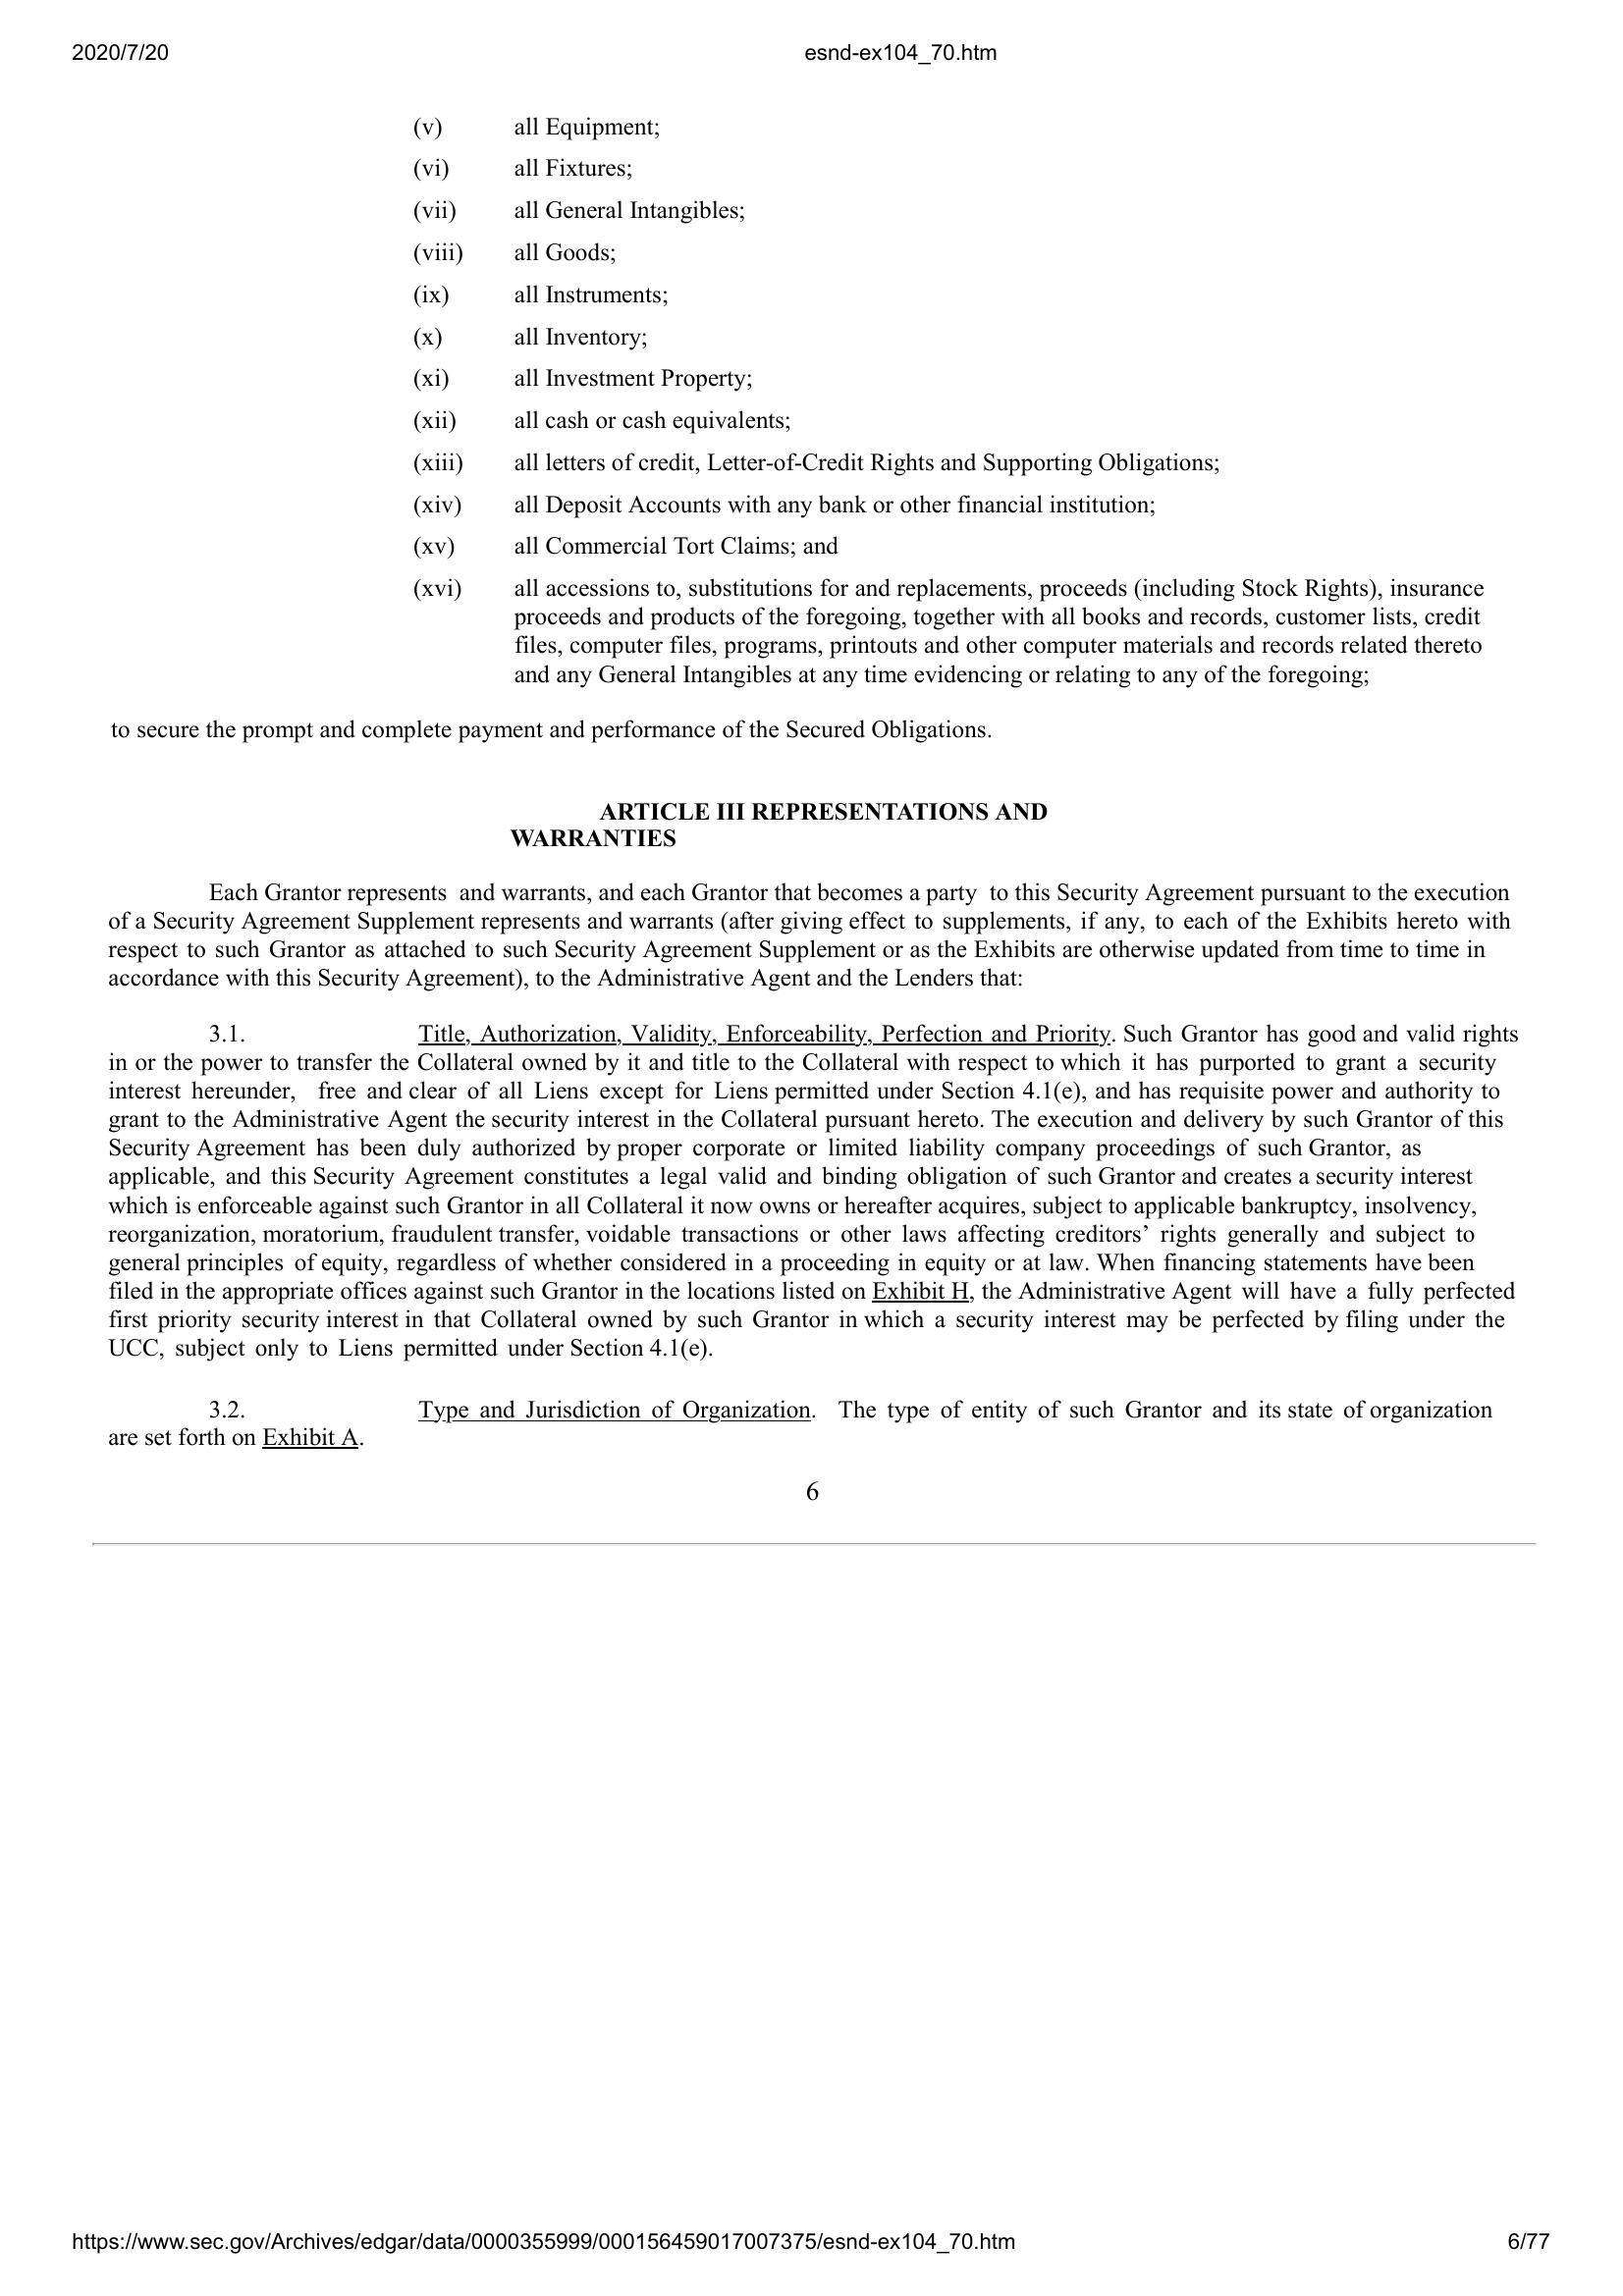 2020/7/20 esnd-ex104_70.htm
(v) all Equipment;
(vi) all Fixtures;
(vii) all General Intangibles;
(viii) all Goods;
(ix) all Instruments;
(x) all Inventory;
(xi) all Investment Property;
(xii) all cash or cash equivalents;
(xiii) all letters of credit, Letter-of-Credit Rights and Supporting Obligations;
(xiv) all Deposit Accounts with any bank or other financial institution;
(xv) all Commercial Tort Claims; and
(xvi) all accessions to, substitutions for and replacements, proceeds (including Stock Rights), insurance
proceeds and products of the foregoing, together with all books and records, customer lists, credit
files, computer files, programs, printouts and other computer materials and records related thereto
and any General Intangibles at any time evidencing or relating to any of the foregoing;
to secure the prompt and complete payment and performance of the Secured Obligations.
ARTICLE III REPRESENTATIONS AND
WARRANTIES
Each Grantor represents and warrants, and each Grantor that becomes a party to this Security Agreement pursuant to the execution
of a Security Agreement Supplement represents and warrants (after giving effect to supplements, if any, to each of the Exhibits hereto with
respect to such Grantor as attached to such Security Agreement Supplement or as the Exhibits are otherwise updated from time to time in
accordance with this Security Agreement), to the Administrative Agent and the Lenders that:
3.1. Title, Authorization, Validity, Enforceability, Perfection and Priority. Such Grantor has good and valid rights
in or the power to transfer the Collateral owned by it and title to the Collateral with respect to which it has purported to grant a security
interest hereunder, free and clear of all Liens except for Liens permitted under Section 4.1(e), and has requisite power and authority to
grant to the Administrative Agent the security interest in the Collateral pursuant hereto. The execution and delivery by such Grantor of this
Security Agreement has been duly authorized by proper corporate or limited liability company proceedings of such Grantor, as
applicable, and this Security Agreement constitutes a legal valid and binding obligation of such Grantor and creates a security interest
which is enforceable against such Grantor in all Collateral it now owns or hereafter acquires, subject to applicable bankruptcy, insolvency,
reorganization, moratorium, fraudulent transfer, voidable transactions or other laws affecting creditors’ rights generally and subject to
general principles of equity, regardless of whether considered in a proceeding in equity or at law. When financing statements have been
filed in the appropriate offices against such Grantor in the locations listed on Exhibit H, the Administrative Agent will have a fully perfected
first priority security interest in that Collateral owned by such Grantor in which a security interest may be perfected by filing under the
UCC, subject only to Liens permitted under Section 4.1(e).
3.2. Type and Jurisdiction of Organization. The type of entity of such Grantor and its state of organization
are set forth on Exhibit A.
6
https://www.sec.gov/Archives/edgar/data/0000355999/000156459017007375/esnd-ex104_70.htm 6/77